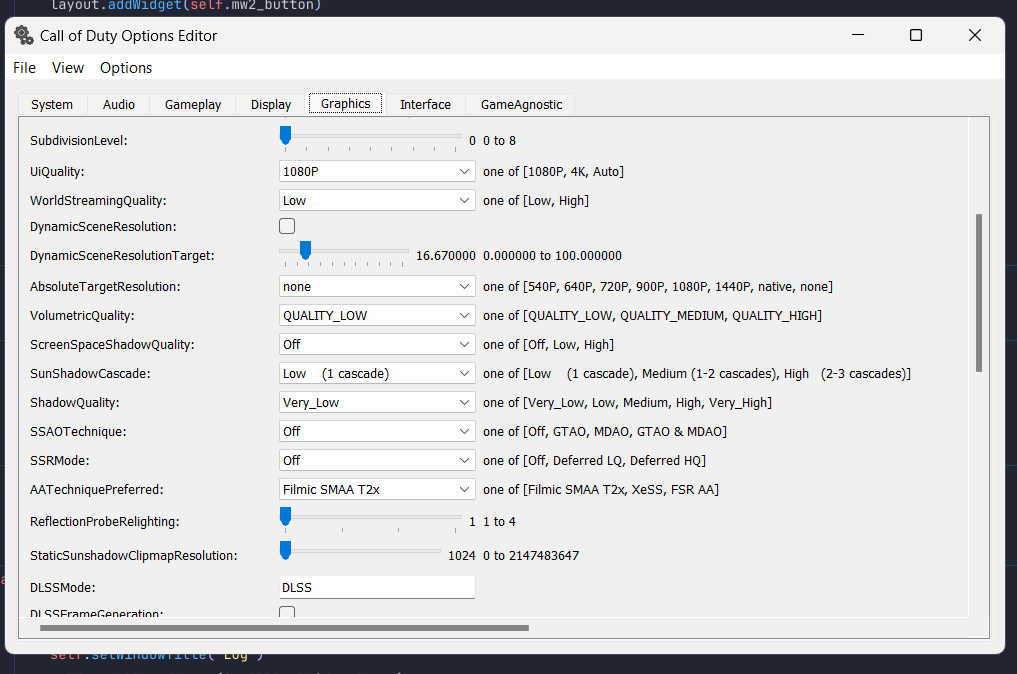 layout.addWidget(self.mw2_button)
Call of Duty Options Editor
File View Options
System Audio Gameplay Display Graphics Interface GameAgnostic
SubdivisionLevel: 0 0 to 8
UiQuality: 1080P one of [1080P, 4K, Auto]
WorldStreamingQuality: Low one of [Low, High]
DynamicSceneResolution:
DynamicSceneResolutionTarget: 16.670000 0.000000 to 100.000000
AbsoluteTargetResolution: none one of [540P, 640P, 720P, 900P, 1080P, 1440P, native, none]
VolumetricQuality: QUALITY_LOW one of [QUALITY_LOW, QUALITY_MEDIUM, QUALITY_HIGH]
ScreenSpaceShadowQuality: Off one of [Off, Low, High]
SunShadowCascade: Low (1 cascade) one of [Low (1 cascade), Medium (1-2 cascades), High (2-3 cascades)]
ShadowQuality: Very_Low one of [Very_Low, Low, Medium, High, Very_High]
SSAOTechnique: Off one of [Off, GTAO, MDAO, GTAO & MDAO]
SSRMode: Off one of [Off, Deferred LQ, Deferred HQ]
AATechniquePreferred: Filmic SMAA T2x one of [Filmic SMAA T2x, XeSS, FSR AA]
ReflectionProbeRelighting: 1 1 to 4
StaticSunshadowClipmapResolution: 1024 0 to 2147483647
DLSSMode: DLSS
DLSSFrameGeneration:
self.setWindowTitle("Log")